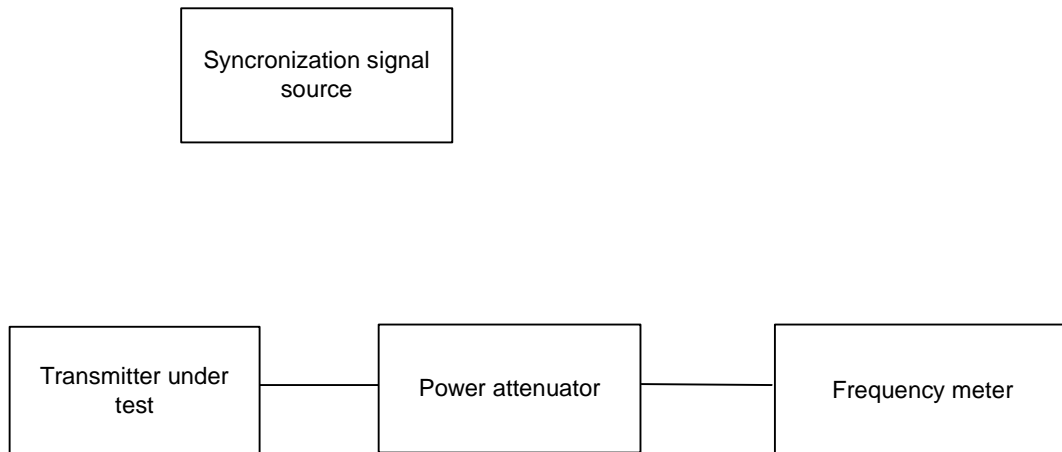 Syncronization signal
source
Transmitter under
test
Power attenuator
Frequency meter